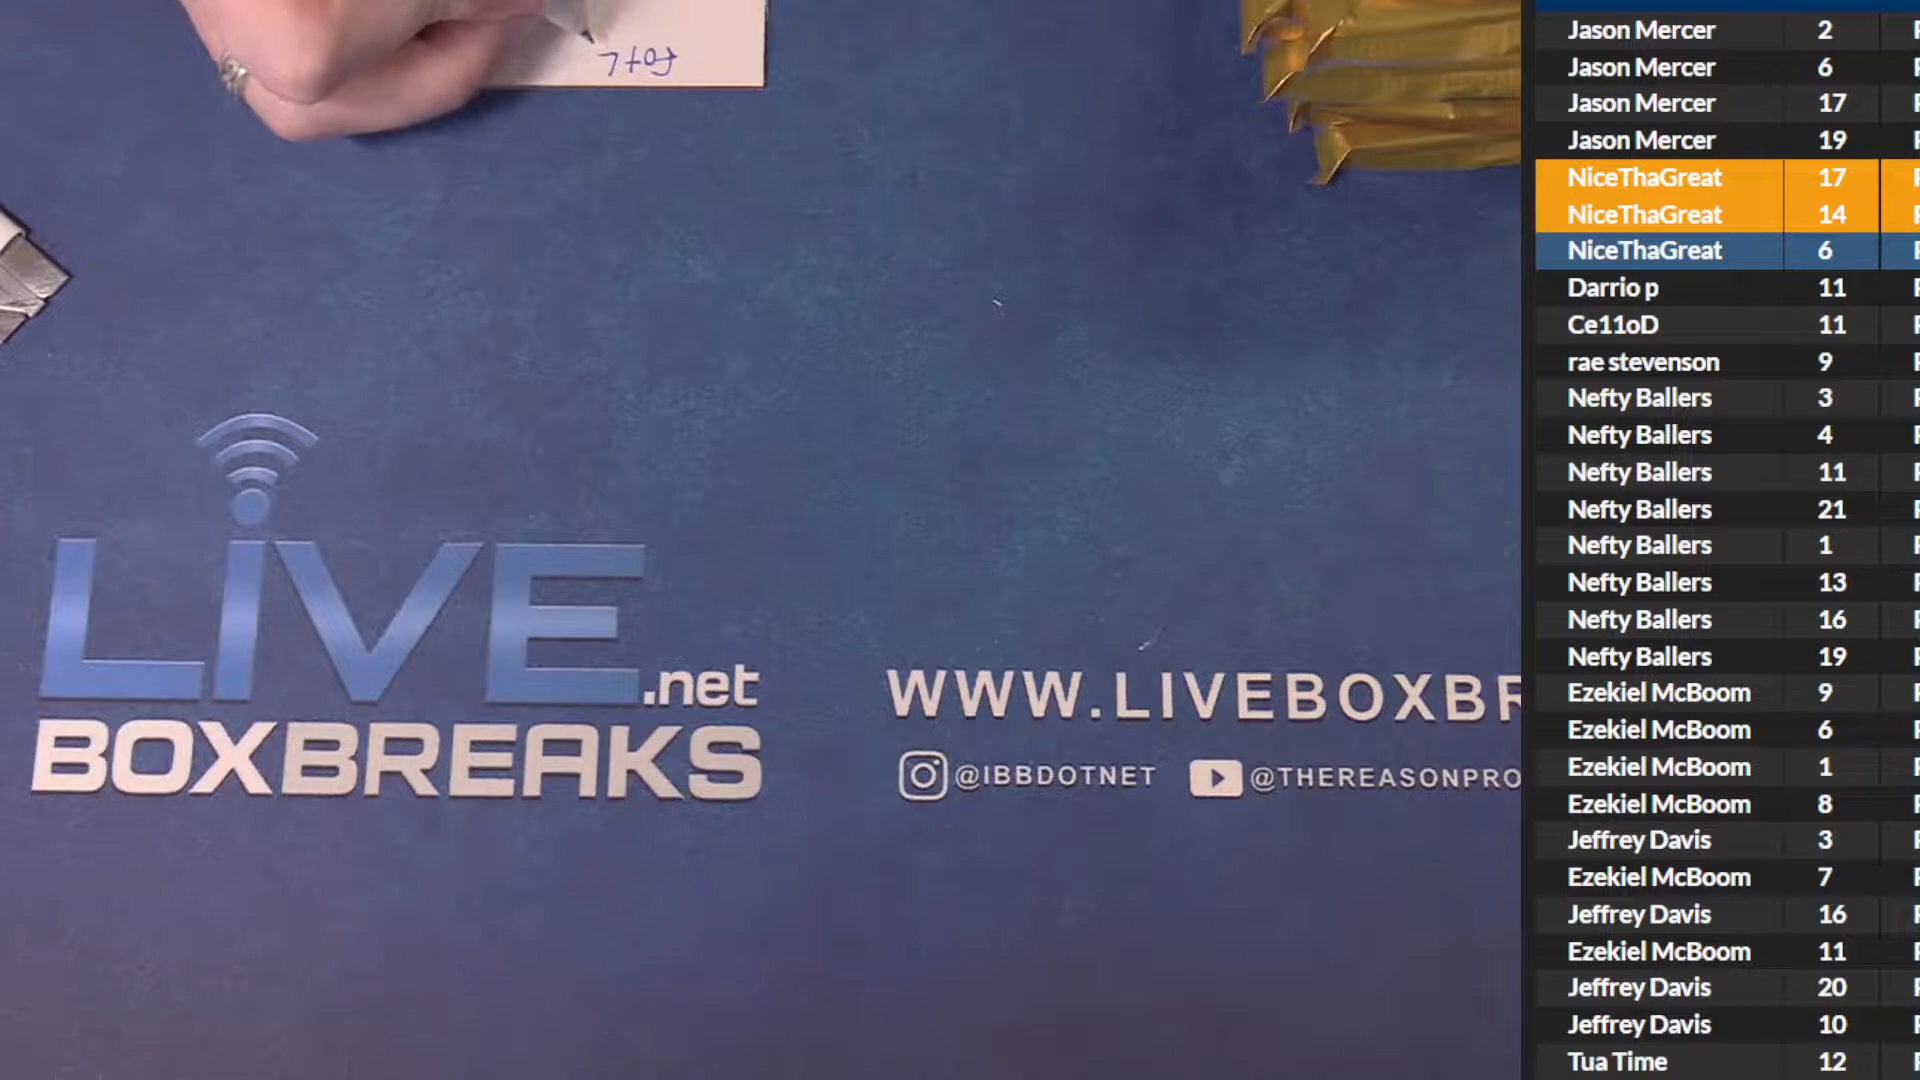 FOTL
LIVE.net
BOXBREAKS
WWW.LIVEBOXBR
@IBBDOTNET @THEREASONPRO
Jason Mercer 2
Jason Mercer 6
Jason Mercer 17
Jason Mercer 19
NiceThaGreat 17
NiceThaGreat 14
NiceThaGreat 6
Darrio p 11
Ce11oD 11
rae stevenson 9
Nefty Ballers 3
Nefty Ballers 4
Nefty Ballers 11
Nefty Ballers 21
Nefty Ballers 1
Nefty Ballers 13
Nefty Ballers 16
Nefty Ballers 19
Ezekiel McBoom 9
Ezekiel McBoom 6
Ezekiel McBoom 1
Ezekiel McBoom 8
Jeffrey Davis 3
Ezekiel McBoom 7
Jeffrey Davis 16
Ezekiel McBoom 11
Jeffrey Davis 20
Jeffrey Davis 10
Tua Time 12